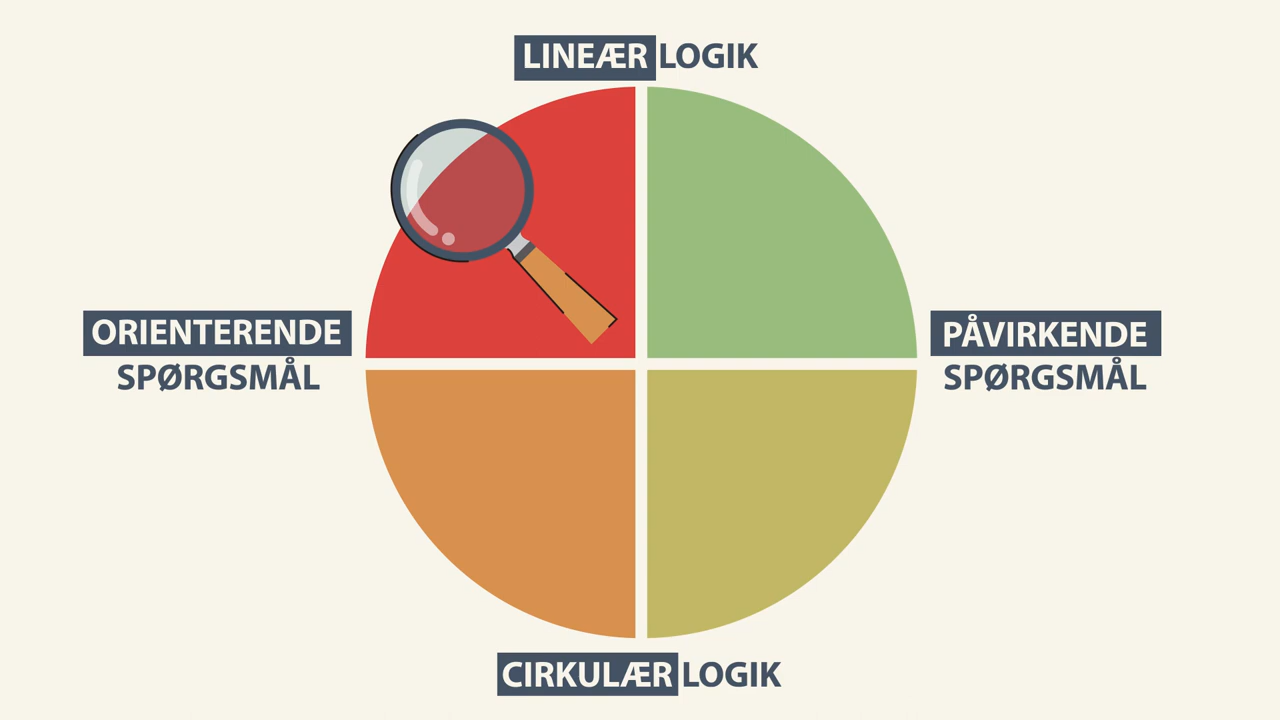 LINEÆR LOGIK
ORIENTERENDE
SPØRGSMÅL
PÅVIRKENDE
SPØRGSMÅL
CIRKULÆR LOGIK